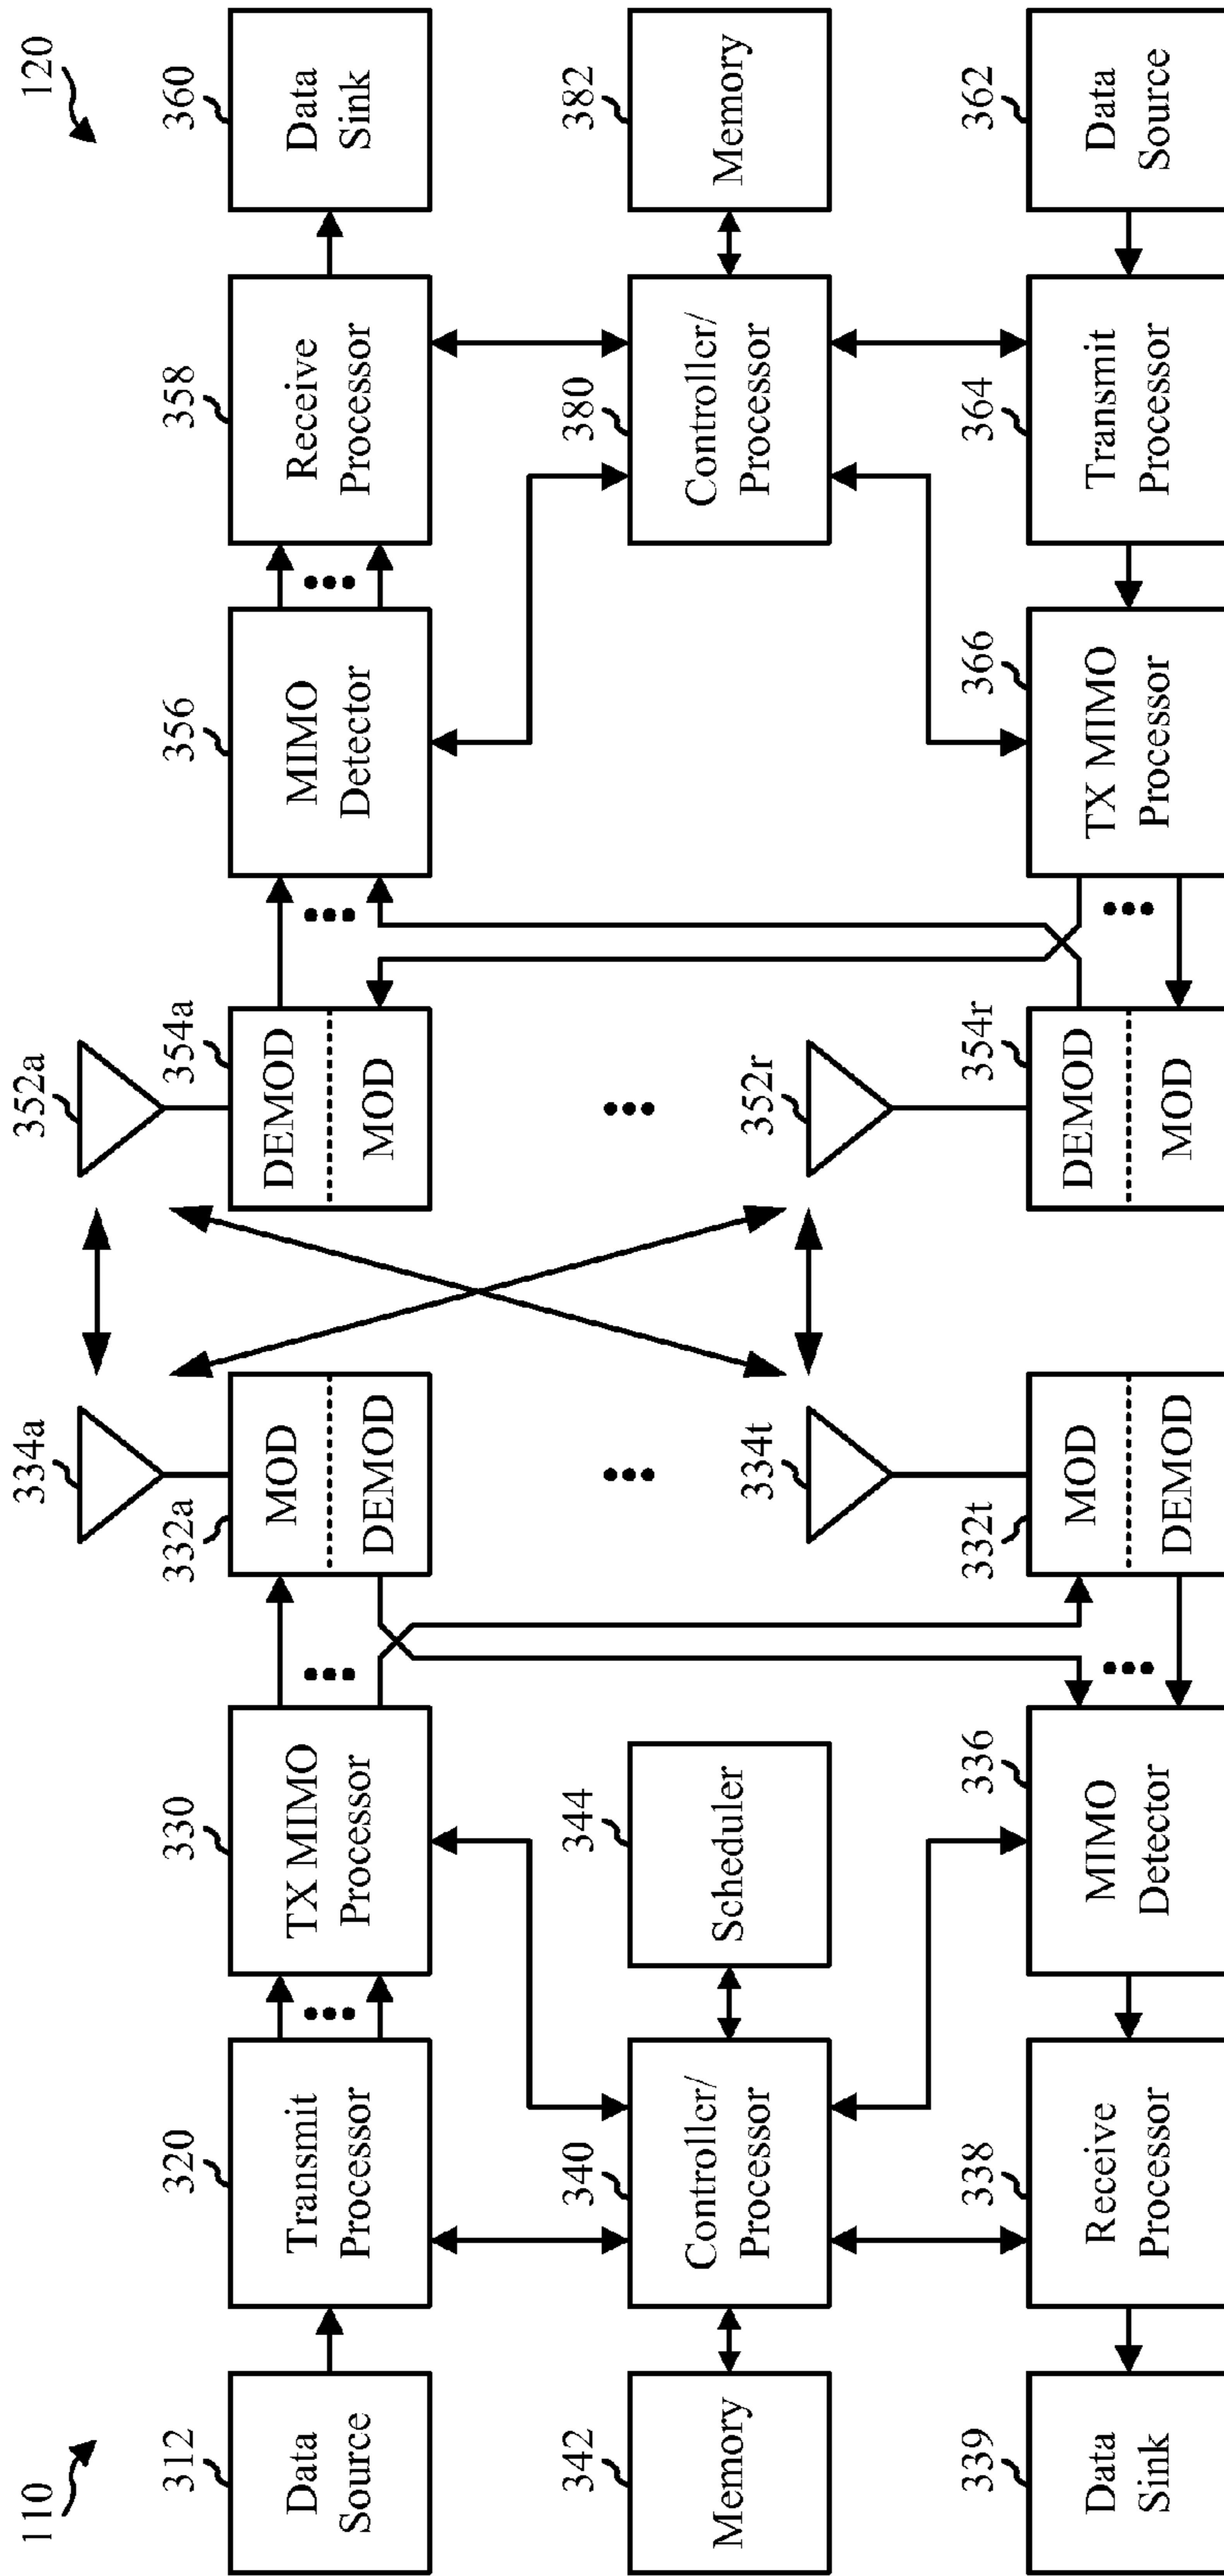 110
120
312
Data
Source
320
Transmit
Processor
330
TX MIMO
Processor
332a
MOD
DEMOD
334a
352a
354a
DEMOD
MOD
356
MIMO
Detector
358
Receive
Processor
360
Data
Sink
342
Memory
340
Controller/
Processor
344
Scheduler
380
Controller/
Processor
382
Memory
339
Data
Sink
338
Receive
Processor
336
MIMO
Detector
332t
MOD
DEMOD
334t
352r
354r
DEMOD
MOD
366
TX MIMO
Processor
364
Transmit
Processor
362
Data
Source